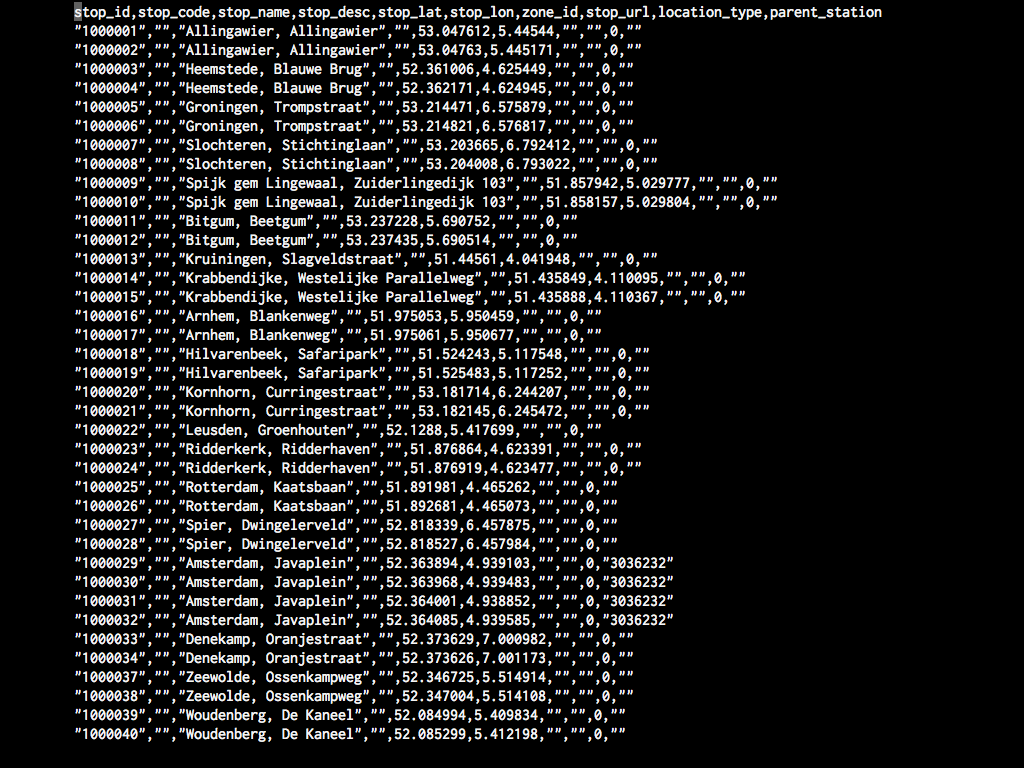 stop_id,stop_code,stop_name,stop_desc,stop_lat,stop_lon,zone_id,stop_url,location_type,parent_station
"1000001","","Allingawier, Allingawier","",53.047612,5.44544,"","",0,""
"1000002","","Allingawier, Allingawier","",53.04763,5.445171,"","",0,""
"1000003","","Heemstede, Blauwe Brug","",52.361006,4.625449,"","",0,""
"1000004","","Heemstede, Blauwe Brug","",52.362171,4.624945,"","",0,""
"1000005","","Groningen, Trompstraat","",53.214471,6.575879,"","",0,""
"1000006","","Groningen, Trompstraat","",53.214821,6.576817,"","",0,""
"1000007","","Slochteren, Stichtinglaan","",53.203665,6.792412,"","",0,""
"1000008","","Slochteren, Stichtinglaan","",53.204008,6.793022,"","",0,""
"1000009","","Spijk gem Lingewaal, Zuiderlingedijk 103","",51.857942,5.029777,"","",0,""
"1000010","","Spijk gem Lingewaal, Zuiderlingedijk 103","",51.858157,5.029804,"","",0,""
"1000011","","Bitgum, Beetgum","",53.237228,5.690752,"","",0,""
"1000012","","Bitgum, Beetgum","",53.237435,5.690514,"","",0,""
"1000013","","Kruiningen, Slagveldstraat","",51.44561,4.041948,"","",0,""
"1000014","","Krabbendijke, Westelijke Parallelweg","",51.435849,4.110095,"","",0,""
"1000015","","Krabbendijke, Westelijke Parallelweg","",51.435888,4.110367,"","",0,""
"1000016","","Arnhem, Blankenweg","",51.975053,5.950459,"","",0,""
"1000017","","Arnhem, Blankenweg","",51.975061,5.950677,"","",0,""
"1000018","","Hilvarenbeek, Safaripark","",51.524243,5.117548,"","",0,""
"1000019","","Hilvarenbeek, Safaripark","",51.525483,5.117252,"","",0,""
"1000020","","Kornhorn, Curringestraat","",53.181714,6.244207,"","",0,""
"1000021","","Kornhorn, Curringestraat","",53.182145,6.245472,"","",0,""
"1000022","","Leusden, Groenhouten","",52.1288,5.417699,"","",0,""
"1000023","","Ridderkerk, Ridderhaven","",51.876864,4.623391,"","",0,""
"1000024","","Ridderkerk, Ridderhaven","",51.876919,4.623477,"","",0,""
"1000025","","Rotterdam, Kaatsbaan","",51.891981,4.465262,"","",0,""
"1000026","","Rotterdam, Kaatsbaan","",51.892681,4.465073,"","",0,""
"1000027","","Spier, Dwingelerveld","",52.818339,6.457875,"","",0,""
"1000028","","Spier, Dwingelerveld","",52.818527,6.457984,"","",0,""
"1000029","","Amsterdam, Javaplein","",52.363894,4.939103,"","",0,"3036232"
"1000030","","Amsterdam, Javaplein","",52.363968,4.939483,"","",0,"3036232"
"1000031","","Amsterdam, Javaplein","",52.364001,4.938852,"","",0,"3036232"
"1000032","","Amsterdam, Javaplein","",52.364085,4.939585,"","",0,"3036232"
"1000033","","Denekamp, Oranjestraat","",52.373629,7.000982,"","",0,""
"1000034","","Denekamp, Oranjestraat","",52.373626,7.001173,"","",0,""
"1000037","","Zeewolde, Ossenkampweg","",52.346725,5.514914,"","",0,""
"1000038","","Zeewolde, Ossenkampweg","",52.347004,5.514108,"","",0,""
"1000039","","Woudenberg, De Kaneel","",52.084994,5.409834,"","",0,""
"1000040","","Woudenberg, De Kaneel","",52.085299,5.412198,"","",0,""